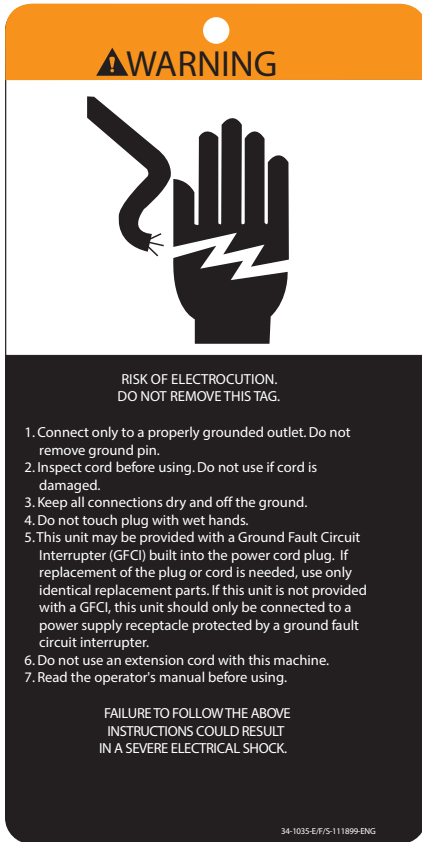 WARNING
RISK OF ELECTROCUTION.
DO NOT REMOVE THIS TAG.
1. Connect only to a properly grounded outlet. Do not
remove ground pin.
2. Inspect cord before using. Do not use if cord is
damaged.
3. Keep all connections dry and off the ground.
4. Do not touch plug with wet hands.
5. This unit may be provided with a Ground Fault Circuit
Interrupter (GFCI) built into the power cord plug. If
replacement of the plug or cord is needed, use only
identical replacement parts. If this unit is not provided
with a GFCI, this unit should only be connected to a
power supply receptacle protected by a ground fault
circuit interrupter.
6. Do not use an extension cord with this machine.
7. Read the operator's manual before using.
FAILURE TO FOLLOW THE ABOVE
INSTRUCTIONS COULD RESULT
IN A SEVERE ELECTRICAL SHOCK.
34-1035-E/F/S-111899-ENG